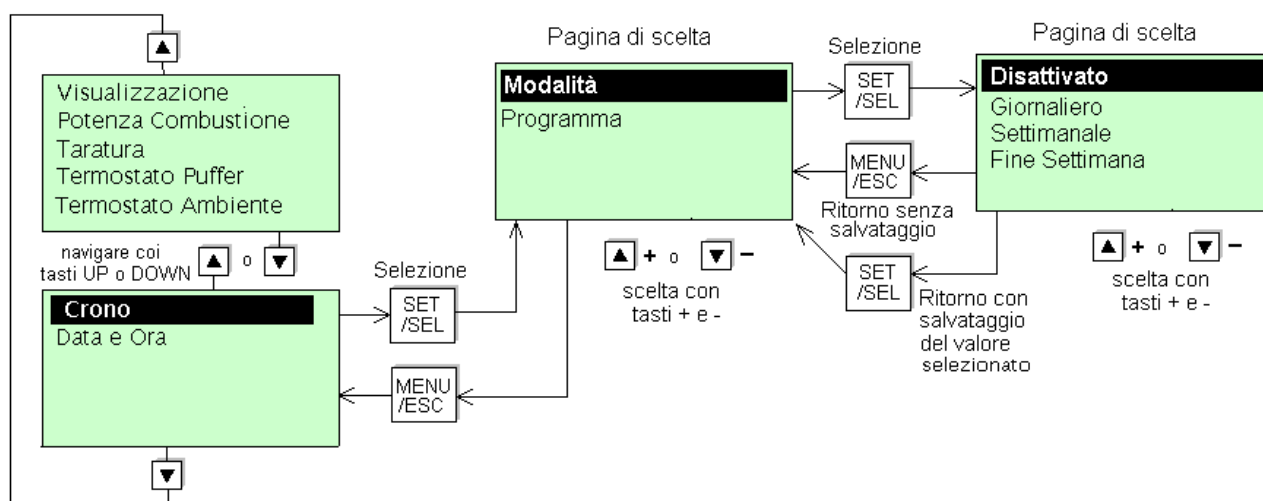 Visualizzazione
Potenza Combustione
Taratura
Termostato Puffer
Termostato Ambiente
navigare coi
tasti UP o DOWN
o
Crono
Data e Ora
Selezione
SET
/SEL
MENU
/ESC
Pagina di scelta
Modalità
Programma
+ o –
scelta con
tasti + e -
Selezione
SET
/SEL
MENU
/ESC
Ritorno senza
salvataggio
SET
/SEL
Ritorno con
salvataggio
del valore
selezionato
Pagina di scelta
Disattivato
Giornaliero
Settimanale
Fine Settimana
+ o –
scelta con
tasti + e -